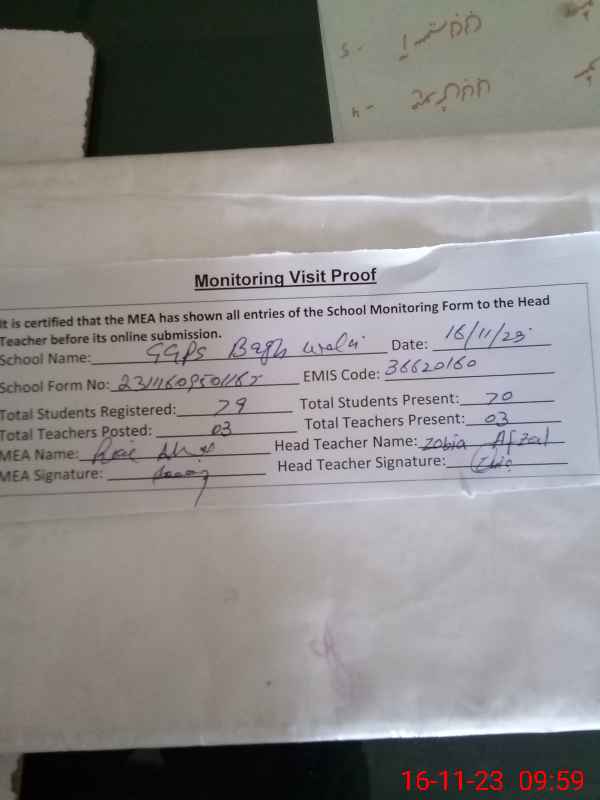 Monitoring Visit Proof
It is certified that the MEA has shown all entries of the School Monitoring Form to the Head
Teacher before its online submission.
School Name: GGPS Bagh wala Date: 16/11/23
School Form No: EMIS Code: 36620160
Total Students Registered: 79 Total Students Present: 70
Total Teachers Posted: 03 Total Teachers Present: 03
MEA Name: Head Teacher Name: Zobia Afzal
MEA Signature: Head Teacher Signature:
16-11-23 09:59